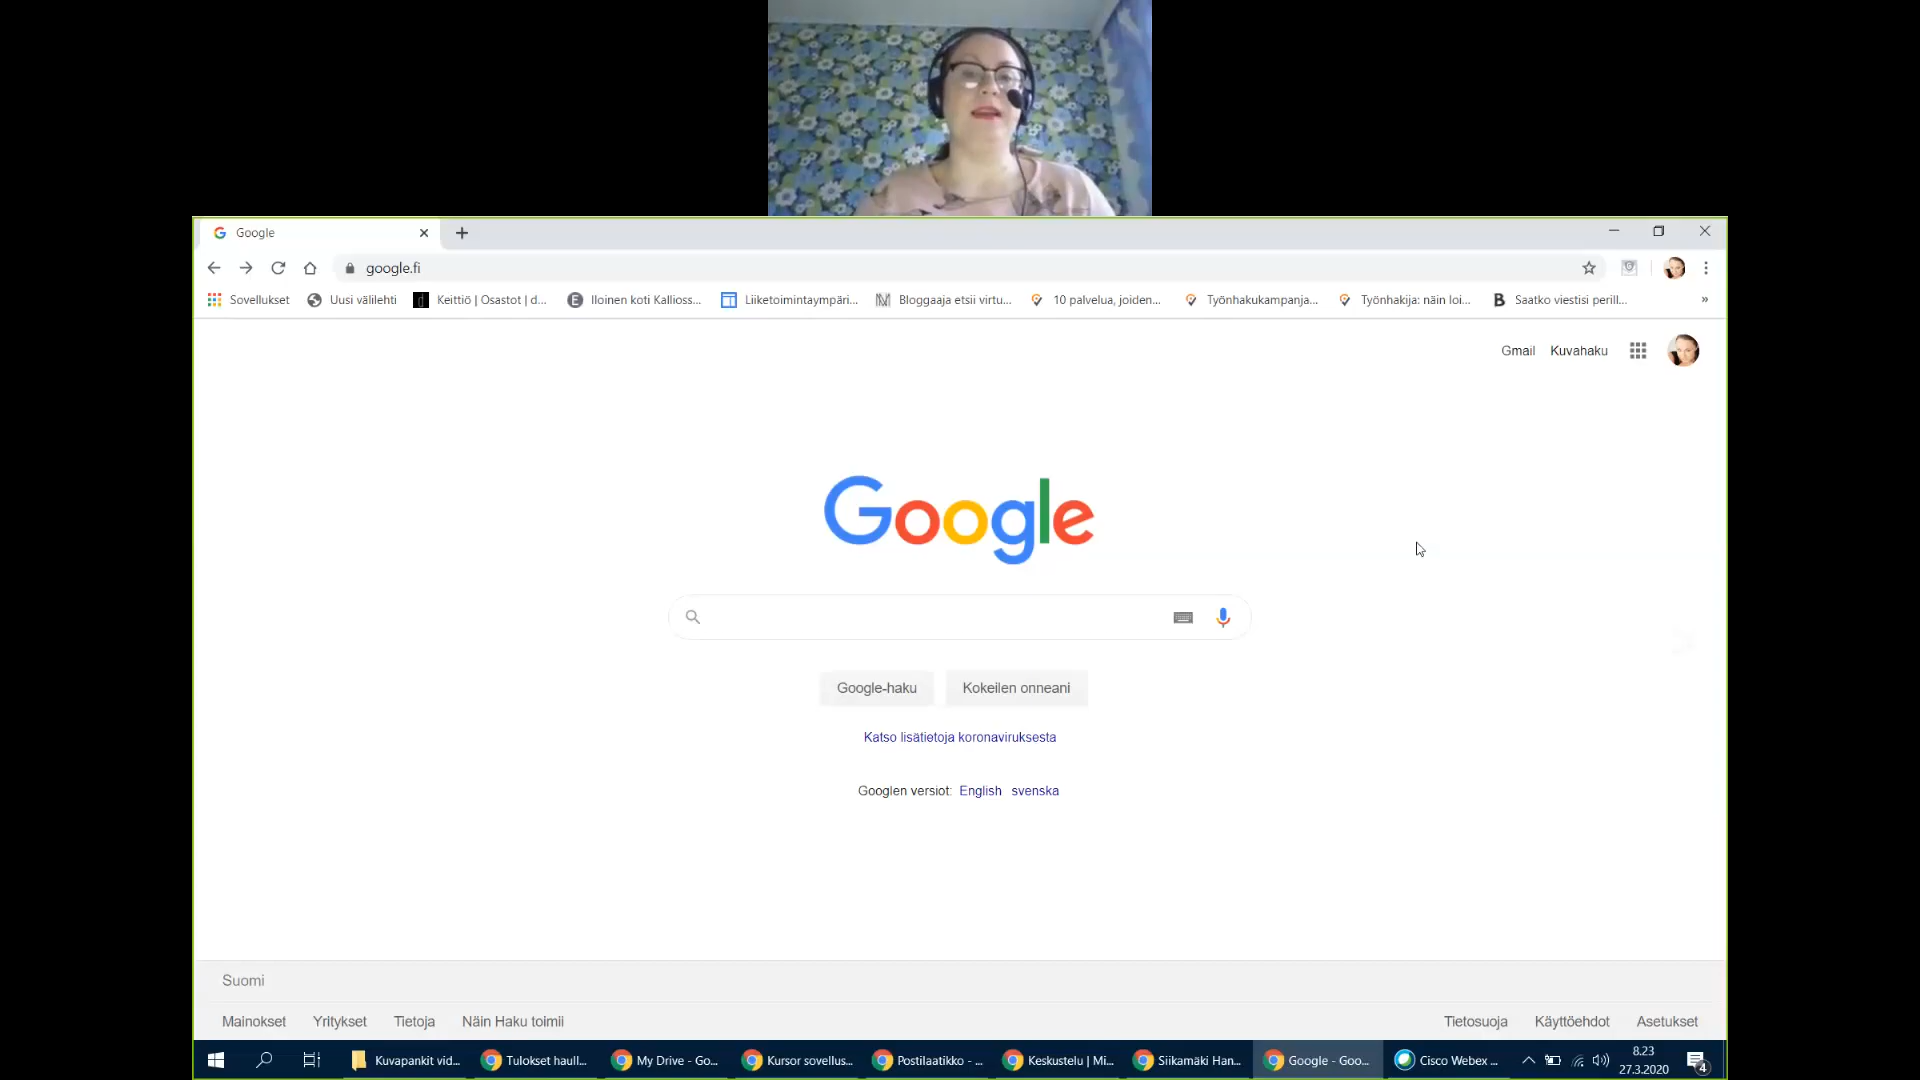 Google
google.fi
Sovellukset Uusi välilehti Keittiö | Osastot | d... Iloinen koti Kallioss... Liiketoimintaympäri... Bloggaaja etsii virtu... 10 palvelua, joiden... Työnhakukampanja... Työnhakija: näin loi... Saatko viestisi perill... »
Gmail Kuvahaku
Google
Google-haku Kokeilen onneani
Katso lisätietoja koronaviruksesta
Googlen versiot: English svenska
Suomi
Mainokset Yritykset Tietoja Näin Haku toimii Tietosuoja Käyttöehdot Asetukset
Kuvapankit vid... Tulokset haull... My Drive - Go... Kursor sovellus... Postilaatikko - ... Keskustelu | Mi... Siikamäki Han... Google - Goo... Cisco Webex ... 8.23
27.3.2020 4